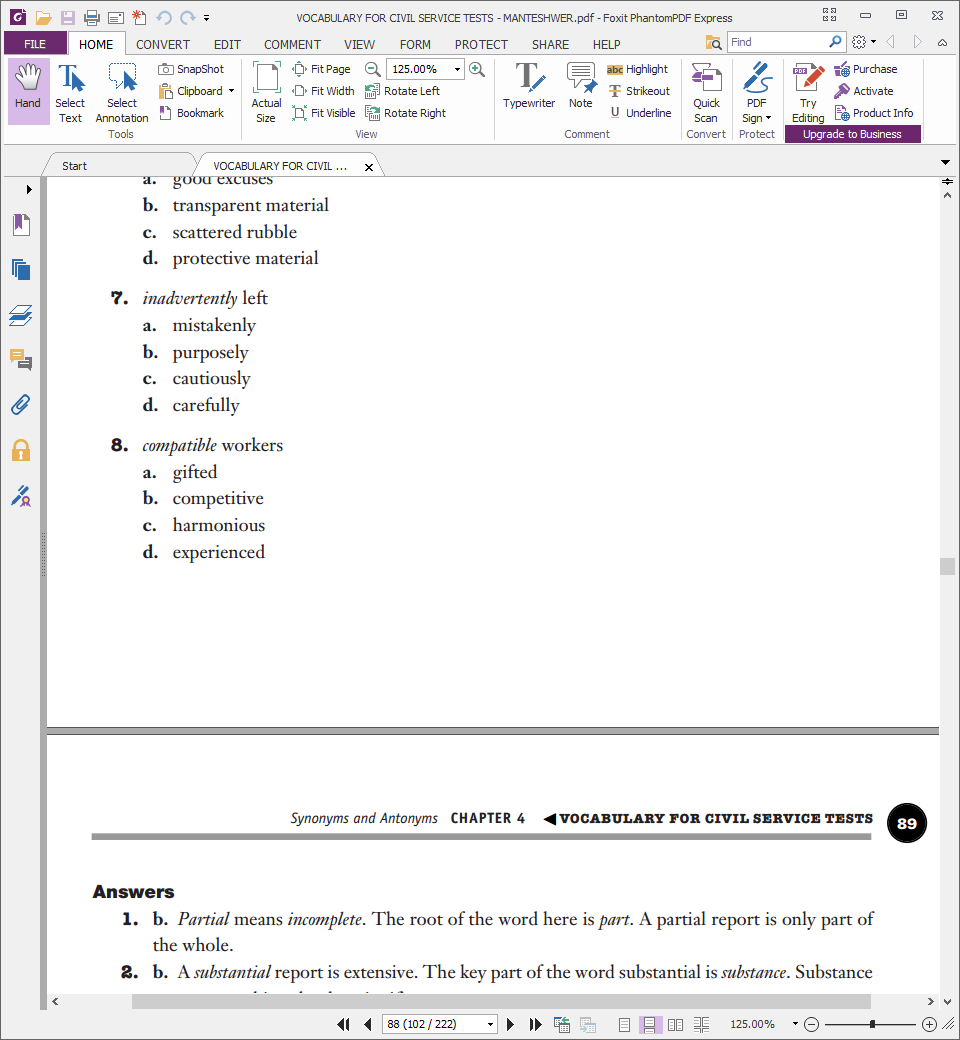 VOCABULARY FOR CIVIL SERVICE TESTS - MANTESHWER.pdf - Foxit PhantomPDF Express
FILE HOME CONVERT EDIT COMMENT VIEW FORM PROTECT SHARE HELP Find
Hand
Select Text
Select Annotation
SnapShot
Clipboard
Bookmark
Tools
Actual Size
Fit Page
Fit Width
Fit Visible
125.00%
Rotate Left
Rotate Right
View
Typewriter
Note
abc Highlight
Strikeout
Underline
Comment
Quick Scan
Convert
PDF Sign
Protect
Try Editing
Purchase
Activate
Product Info
Upgrade to Business
Start VOCABULARY FOR CIVIL ...
a. good excuses
b. transparent material
c. scattered rubble
d. protective material
7. inadvertently left
a. mistakenly
b. purposely
c. cautiously
d. carefully
8. compatible workers
a. gifted
b. competitive
c. harmonious
d. experienced
Synonyms and Antonyms CHAPTER 4 VOCABULARY FOR CIVIL SERVICE TESTS 89
Answers
1. b. Partial means incomplete. The root of the word here is part. A partial report is only part of
the whole.
2. b. A substantial report is extensive. The key part of the word substantial is substance. Substance
88 (102 / 222) 125.00%